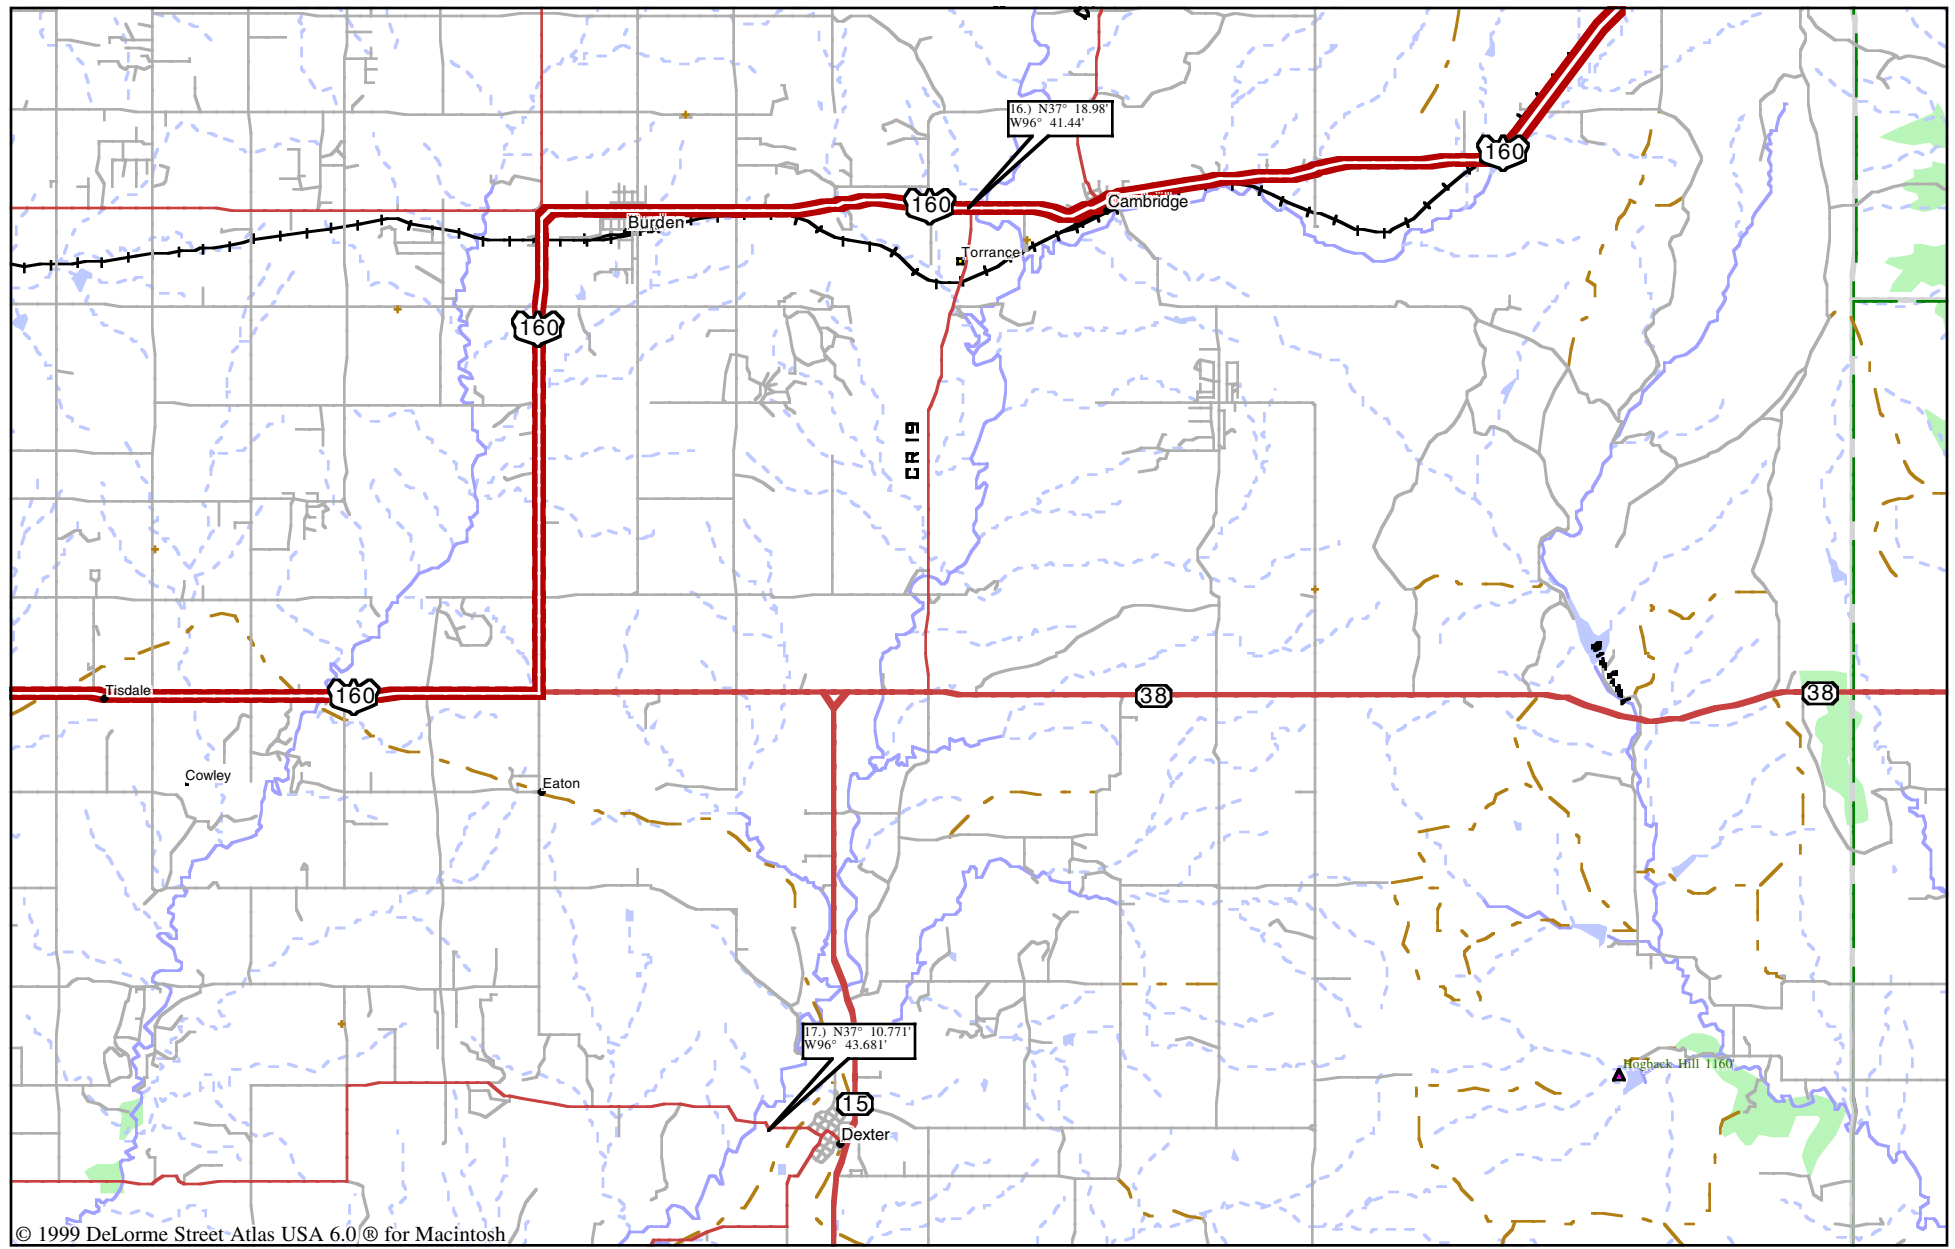 16.) N37° 18.98'
W96° 41.44'
160
160
Cambridge
Burden
Torrance
160
CR 19
Tisdale
160
38
38
Cowley
Eaton
17.) N37° 10.771'
W96° 43.681'
Hogback Hill 1160'
15
Dexter
© 1999 DeLorme Street Atlas USA 6.0 ® for Macintosh